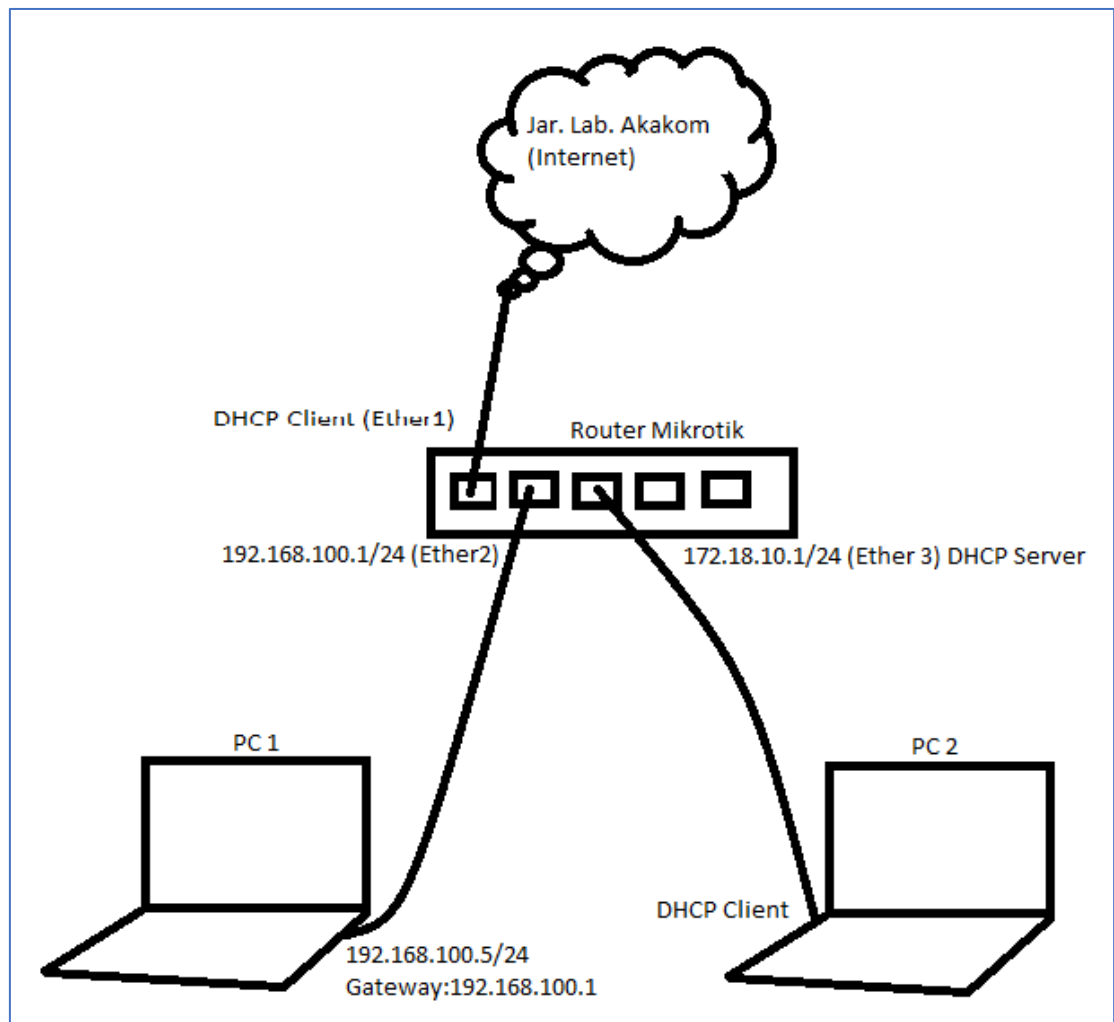 Jar. Lab. Akakom
(Internet)
DHCP Client (Ether1)
Router Mikrotik
192.168.100.1/24 (Ether2)
172.18.10.1/24 (Ether 3) DHCP Server
PC 1
PC 2
DHCP Client
192.168.100.5/24
Gateway:192.168.100.1